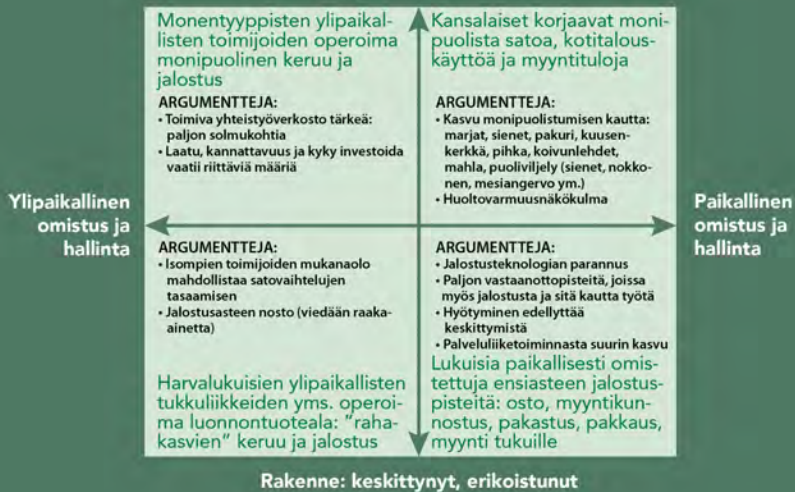 Monentyyppisten ylipaikal-
listen toimijoiden operoima
monipuolinen keruu ja
jalostus
ARGUMENTTEJA:
• Toimiva yhteistyöverkosto tärkeä:
paljon solmukohtia
• Laatu, kannattavuus ja kyky investoida
vaatii riittäviä määriä
Kansalaiset korjaavat moni-
puolista satoa, kotitalous-
käyttöä ja myyntituloja
ARGUMENTTEJA:
• Kasvu monipuolistumisen kautta:
marjat, sienet, pakuri, kuusen-
kerkkä, pihka, koivunlehdet,
mahla, puoliviljely (sienet, nokko-
nen, mesiangervo ym.)
• Huoltovarmuusnäkökulma
Ylipaikallinen
omistus ja
hallinta
Paikallinen
omistus ja
hallinta
ARGUMENTTEJA:
• Isompien toimijoiden mukanaolo
mahdollistaa satovaihtelujen
tasaamisen
• Jalostusasteen nosto (viedään raaka-
ainetta)
Harvalukuisien ylipaikallisten
tukkuliikkeiden yms. operoi-
ma luonnontuoteala: ”raha-
kasvien” keruu ja jalostus
ARGUMENTTEJA:
• Jalostusteknologian parannus
• Paljon vastaanottopisteitä, joissa
myös jalostusta ja sitä kautta työtä
• Hyötyminen edellyttää
keskittymistä
• Palveluliiketoiminnasta suurin kasvu
Lukuisia paikallisesti omis-
tettuja ensiasteen jalostus-
pisteitä: osto, myyntikun-
nostus, pakastus, pakkaus,
myynti tukuille
Rakenne: keskittynyt, erikoistunut